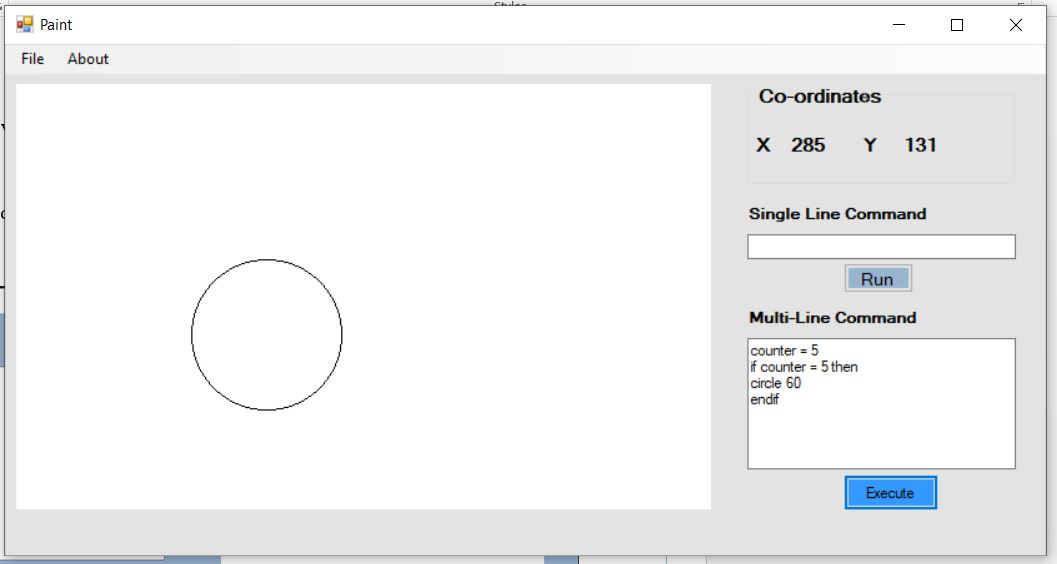 Paint
File About
Co-ordinates
X 285 Y 131
Single Line Command
Run
Multi-Line Command
counter = 5
if counter = 5 then
circle 60
endif
Execute